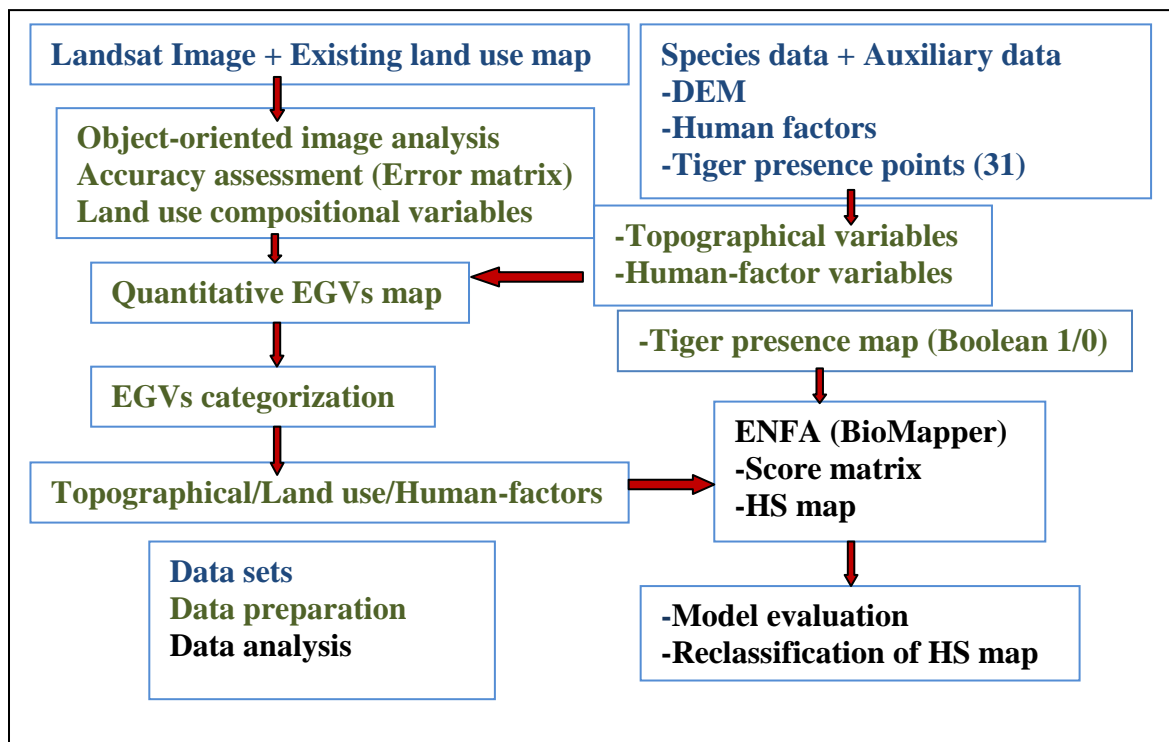 Landsat Image + Existing land use map
Species data + Auxiliary data
-DEM
-Human factors
-Tiger presence points (31)
Object-oriented image analysis
Accuracy assessment (Error matrix)
Land use compositional variables
-Topographical variables
-Human-factor variables
Quantitative EGVs map
-Tiger presence map (Boolean 1/0)
EGVs categorization
ENFA (BioMapper)
-Score matrix
-HS map
Topographical/Land use/Human-factors
Data sets
Data preparation
Data analysis
-Model evaluation
-Reclassification of HS map